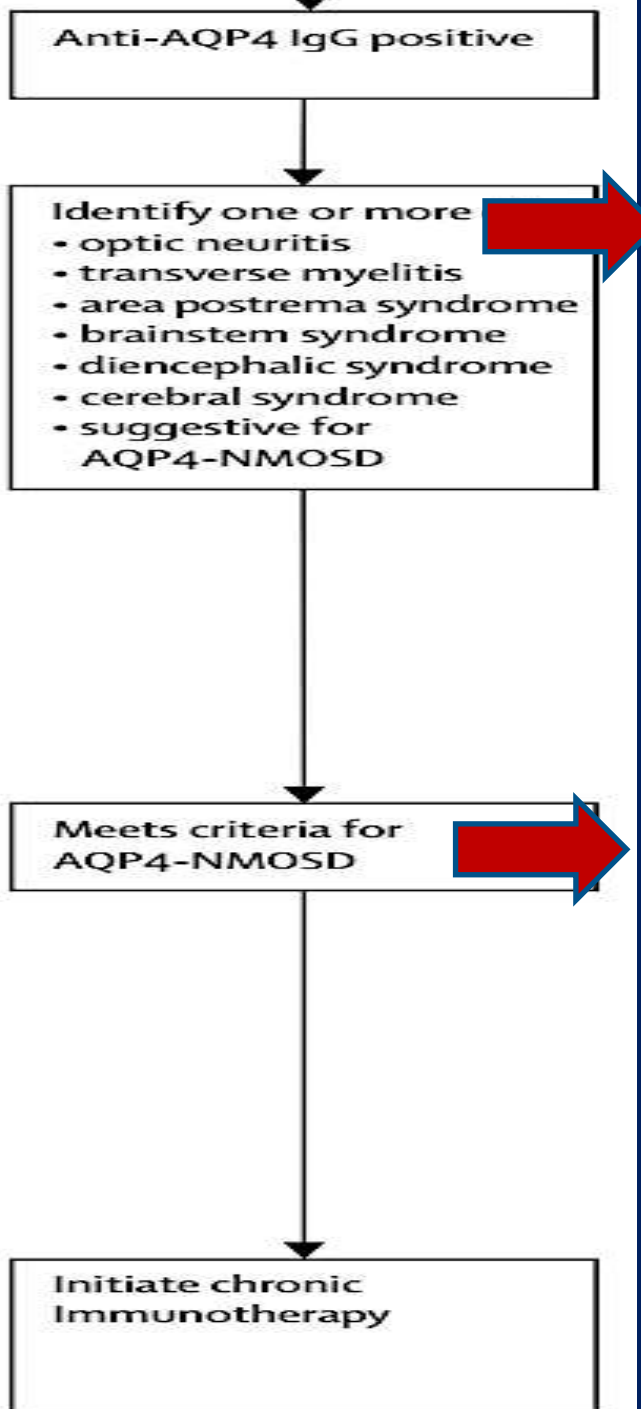 Anti-AQP4 IgG positive
Identify one or more
• optic neuritis
• transverse myelitis
• area postrema syndrome
• brainstem syndrome
• diencephalic syndrome
• cerebral syndrome
• suggestive for
AQP4-NMOSD
Meets criteria for
AQP4-NMOSD
Initiate chronic
Immunotherapy